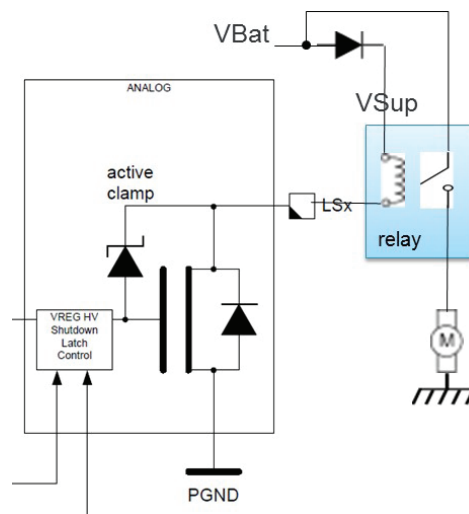 VBat
ANALOG
VSup
active
clamp
LSx
relay
VREG HV
Shutdown
Latch
Control
M
PGND